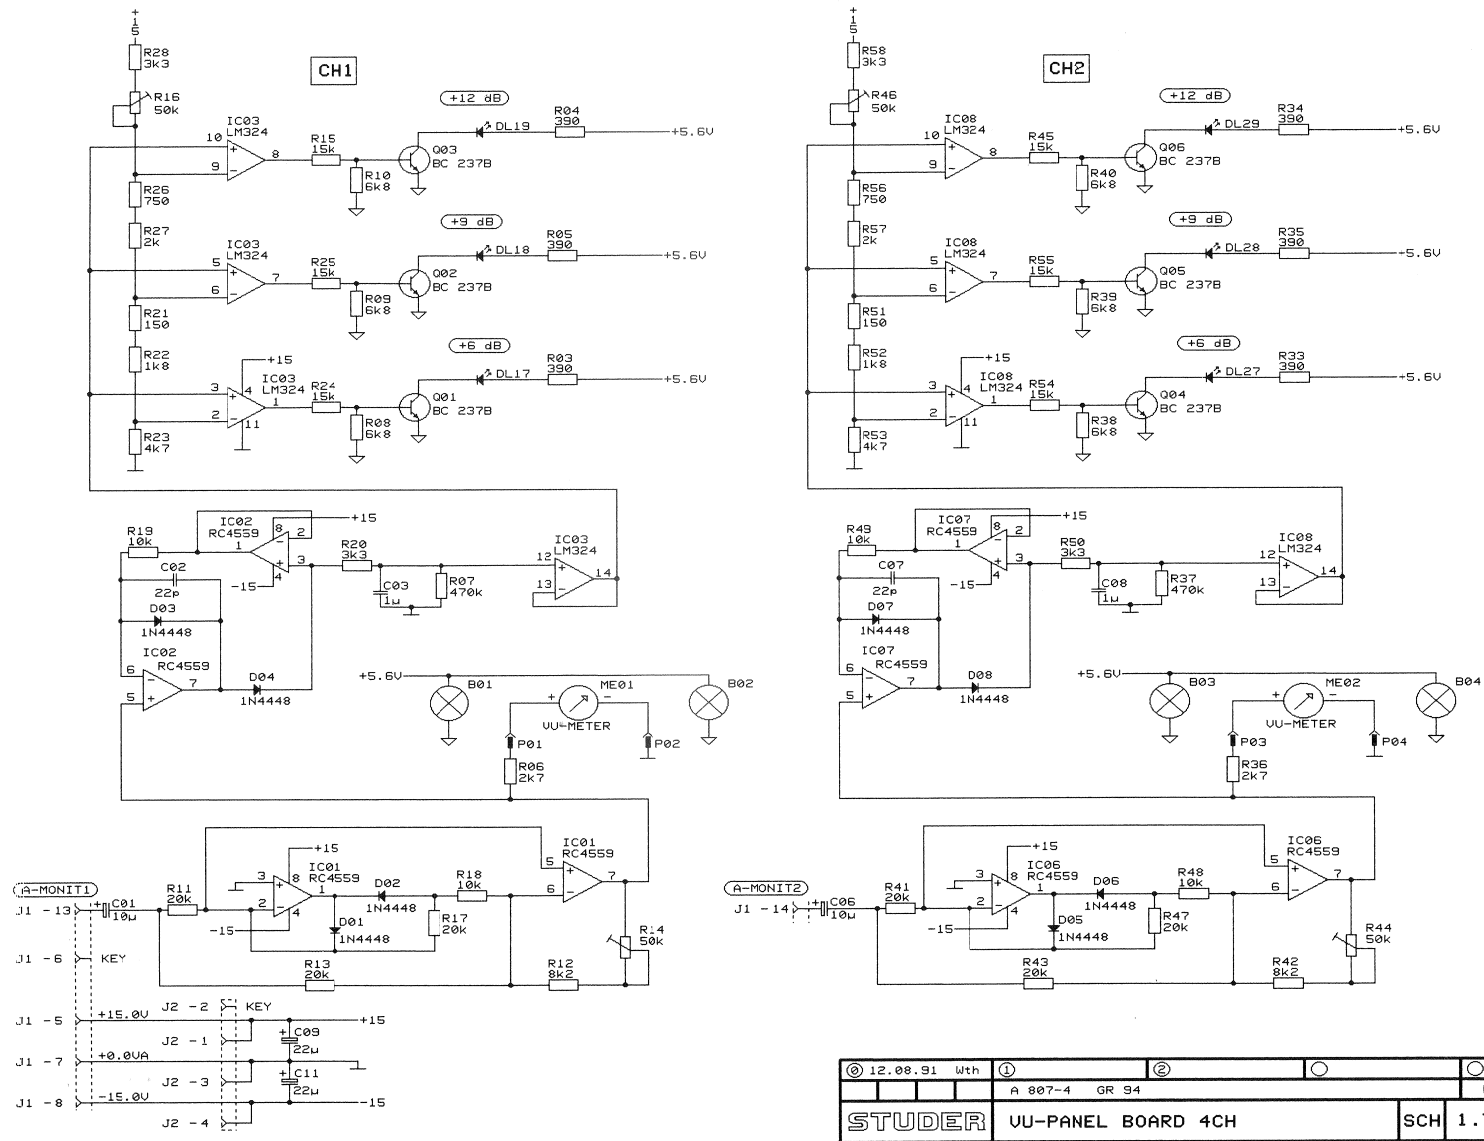 +
1
5
R28
3k3
R16
50k
CH1
+12 dB
IC03
LM324
10
9
8
R15
15k
R10
6k8
Q03
BC 237B
DL19
R04
390
+5.6V
R26
750
R27
2k
+9 dB
IC03
LM324
5
6
7
R25
15k
R09
6k8
Q02
BC 237B
DL18
R05
390
+5.6V
R21
150
R22
1k8
+6 dB
+15
IC03
LM324
3
2
4
1
11
R24
15k
R08
6k8
Q01
BC 237B
DL17
R03
390
+5.6V
R23
4k7
R19
10k
IC02
RC4559
+15
8
2
1
3
4
-15
R20
3k3
C03
1µ
R07
470k
IC03
LM324
12
13
14
C02
22p
D03
1N4448
IC02
RC4559
6
5
7
D04
1N4448
+5.6V
B01
ME01
+
-
VU-METER
B02
P01
P02
R06
2k7
A-MONIT1
J1 -13
+
C01
10µ
R11
20k
+15
IC01
RC4559
3
2
8
1
4
-15
D02
1N4448
D01
1N4448
R18
10k
R17
20k
IC01
RC4559
5
6
7
R14
50k
R13
20k
R12
8k2
J1 -6
KEY
J2 -2
KEY
J1 -5
+15.0V
+15
J2 -1
+
C09
22µ
J1 -7
+0.0VA
J2 -3
+
C11
22µ
J1 -8
-15.0V
-15
J2 -4
+
1
5
R58
3k3
R46
50k
CH2
+12 dB
IC08
LM324
10
9
8
R45
15k
R40
6k8
Q06
BC 237B
DL29
R34
390
+5.6V
R56
750
R57
2k
+9 dB
IC08
LM324
5
6
7
R55
15k
R39
6k8
Q05
BC 237B
DL28
R35
390
+5.6V
R51
150
R52
1k8
+6 dB
+15
IC08
LM324
3
2
4
1
11
R54
15k
R38
6k8
Q04
BC 237B
DL27
R33
390
+5.6V
R53
4k7
R49
10k
IC07
RC4559
+15
8
2
1
3
4
-15
R50
3k3
C08
1µ
R37
470k
IC08
LM324
12
13
14
C07
22p
D07
1N4448
IC07
RC4559
6
5
7
D08
1N4448
+5.6V
B03
ME02
+
-
VU-METER
B04
P03
P04
R36
2k7
A-MONIT2
J1 -14
+
C06
10µ
R41
20k
+15
IC06
RC4559
3
2
8
1
4
-15
D06
1N4448
D05
1N4448
R48
10k
R47
20k
IC06
RC4559
5
6
7
R44
50k
R43
20k
R42
8k2
0 12.08.91 Wth
1
2
A 807-4 GR 94
STUDER
VU-PANEL BOARD 4CH
SCH